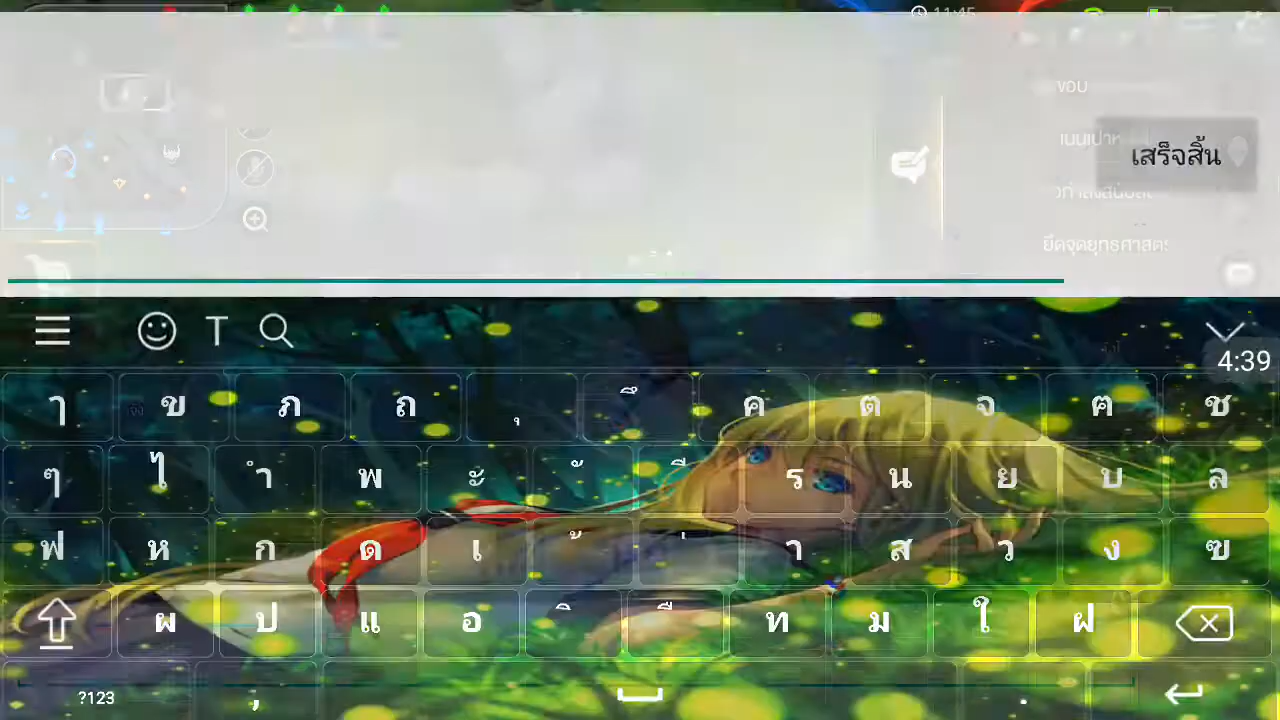 11:45
ขอบ
เสร็จสิ้น
ยึดจุดยุทธศาสตร
T
4:39
ๅ ข ภ ถ ุ ึ ค ต จ ฅ ช
ๆ ไ ำ พ ะ ั ี ร น ย บ ล
ฟ ห ก ด เ ้ ่ า ส ว ง ฃ
ผ ป แ อ ิ ื ท ม ใ ฝ
?123 , .